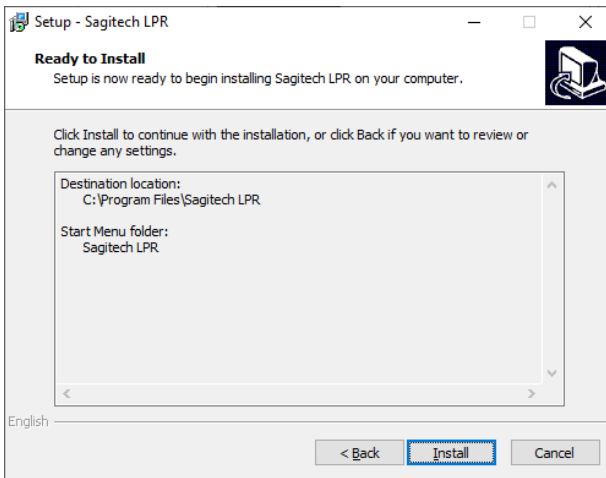 Setup - Sagitech LPR
Ready to Install
Setup is now ready to begin installing Sagitech LPR on your computer.
Click Install to continue with the installation, or click Back if you want to review or
change any settings.
Destination location:
C:\Program Files\Sagitech LPR
Start Menu folder:
Sagitech LPR
English
< Back
Install
Cancel